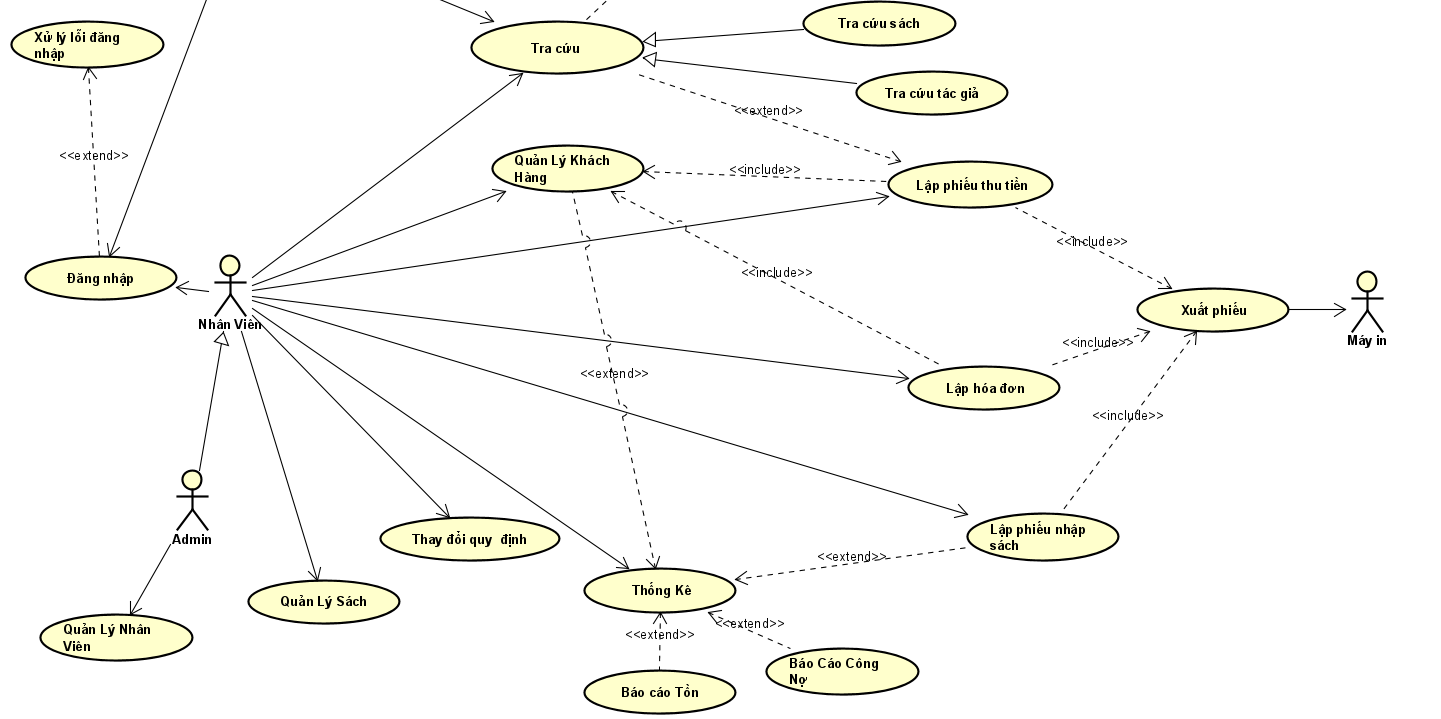 Tra cứu sách
Xử lý lỗi đăng
nhập
Tra cứu
Tra cứu tác giả
<<extend>>
<<extend>>
Quản Lý Khách
Hàng
<<include>>
Lập phiếu thu tiền
<<include>>
<<include>>
Đăng nhập
Xuất phiếu
Nhân Viên
Máy in
<<include>>
<<extend>>
Lập hóa đơn
<<include>>
Admin
Thay đổi quy  định
Lập phiếu nhập
sách
<<extend>>
Thống Kê
Quản Lý Sách
Quản Lý Nhân
Viên
<<extend>>
<<extend>>
Báo Cáo Công
Nợ
Báo cáo Tồn